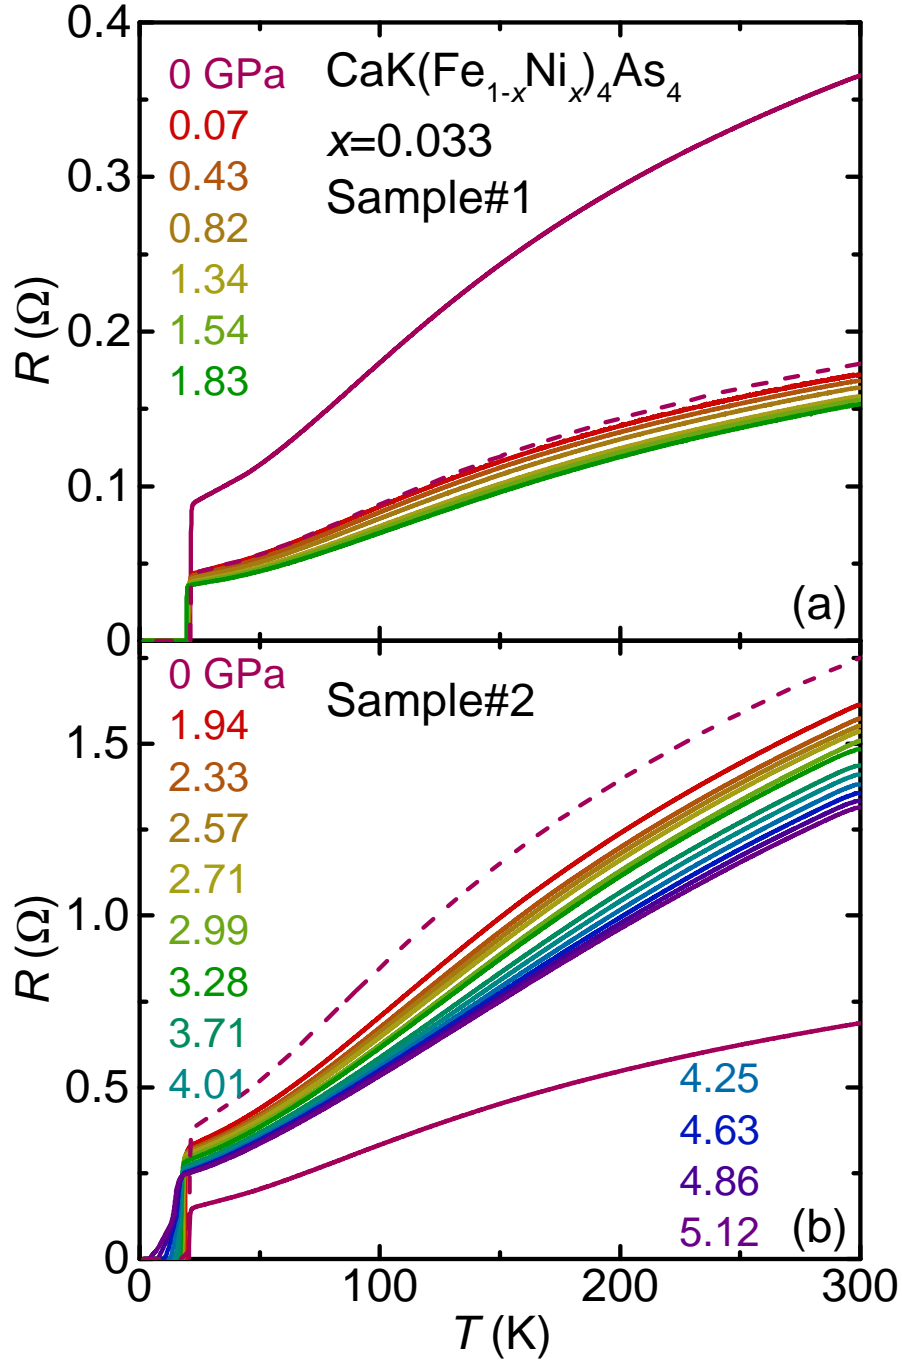 0.4
0 GPa
CaK(Fe1-xNix)4As4
0.07
x=0.033
0.43
0.3
Sample#1
0.82
1.34
R (Ω)
0.2
1.54
1.83
0.1
(a)
0
0 GPa
Sample#2
1.94
1.5
2.33
2.57
2.71
1.0
2.99
R (Ω)
3.28
3.71
0.5
4.01
4.25
4.63
4.86
5.12
(b)
0
0 100 200 300
T (K)